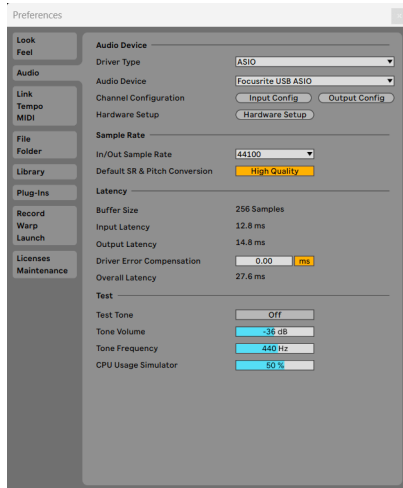 Preferences
Look
Feel
Audio
Link
Tempo
MIDI
File
Folder
Library
Plug-Ins
Record
Warp
Launch
Licenses
Maintenance
Audio Device
Driver Type ASIO
Audio Device Focusrite USB ASIO
Channel Configuration Input Config Output Config
Hardware Setup Hardware Setup
Sample Rate
In/Out Sample Rate 44100
Default SR & Pitch Conversion High Quality
Latency
Buffer Size 256 Samples
Input Latency 12.8 ms
Output Latency 14.8 ms
Driver Error Compensation 0.00 ms
Overall Latency 27.6 ms
Test
Test Tone Off
Tone Volume -36 dB
Tone Frequency 440 Hz
CPU Usage Simulator 50 %